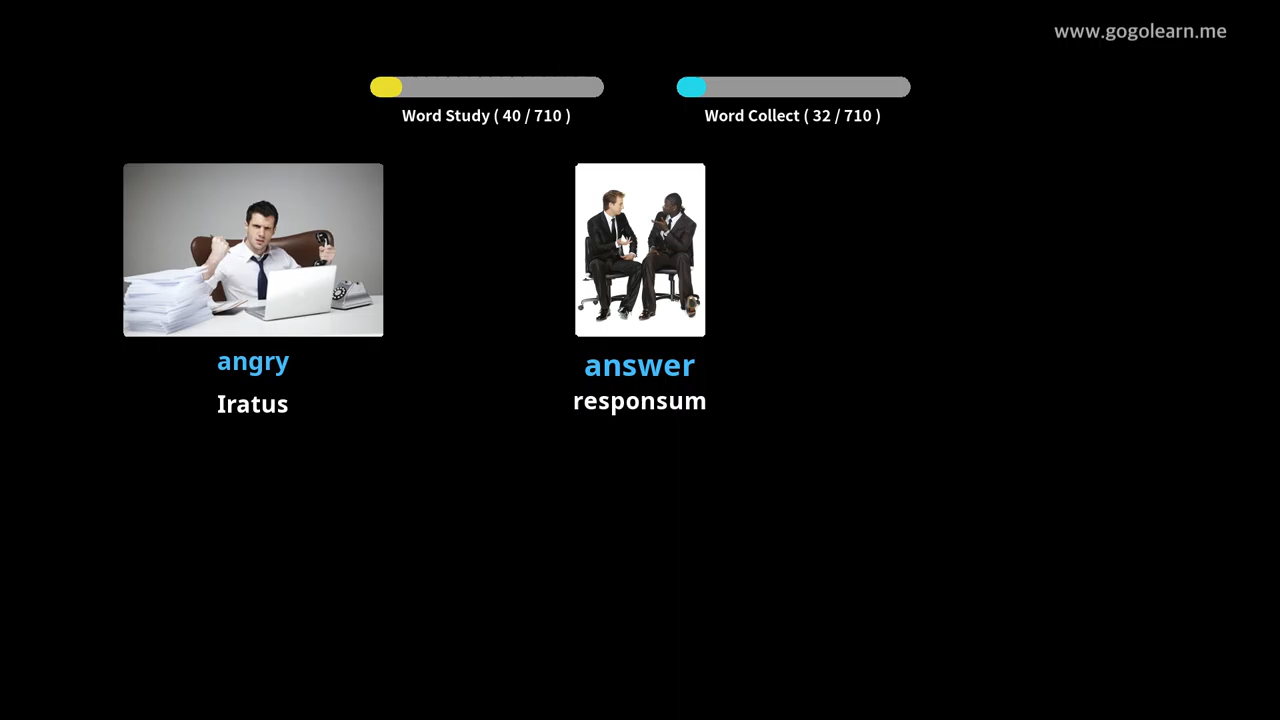 www.gogolearn.me
Word Study ( 40 / 710 )
Word Collect ( 32 / 710 )
angry
Iratus
answer
responsum